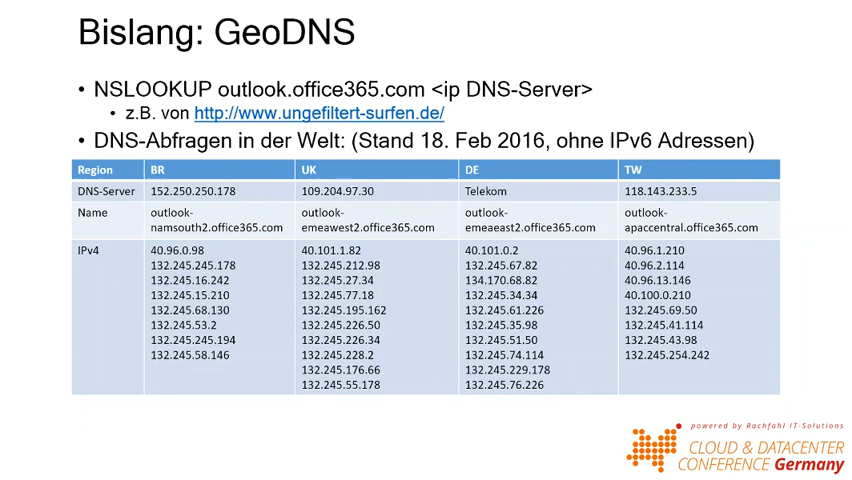 Bislang: GeoDNS
• NSLOOKUP outlook.office365.com <ip DNS-Server>
• z.B. von http://www.ungefiltert-surfen.de/
• DNS-Abfragen in der Welt: (Stand 18. Feb 2016, ohne IPv6 Adressen)
Region BR UK DE TW
DNS-Server 152.250.250.178 109.204.97.30 Telekom 118.143.233.5
Name outlook- outlook- outlook- outlook-
namsouth2.office365.com emeawest2.office365.com emeaeast2.office365.com apaccentral.office365.com
IPv4 40.96.0.98 40.101.1.82 40.101.0.2 40.96.1.210
132.245.245.178 132.245.212.98 132.245.67.82 40.96.2.114
132.245.16.242 132.245.27.34 134.170.68.82 40.96.13.146
132.245.15.210 132.245.77.18 132.245.34.34 40.100.0.210
132.245.68.130 132.245.195.162 132.245.61.226 132.245.69.50
132.245.53.2 132.245.226.50 132.245.35.98 132.245.41.114
132.245.245.194 132.245.226.34 132.245.51.50 132.245.43.98
132.245.58.146 132.245.228.2 132.245.74.114 132.245.254.242
132.245.176.66 132.245.229.178
132.245.55.178 132.245.76.226
powered by Rachfahl IT-Solutions
CLOUD & DATACENTER
CONFERENCE Germany